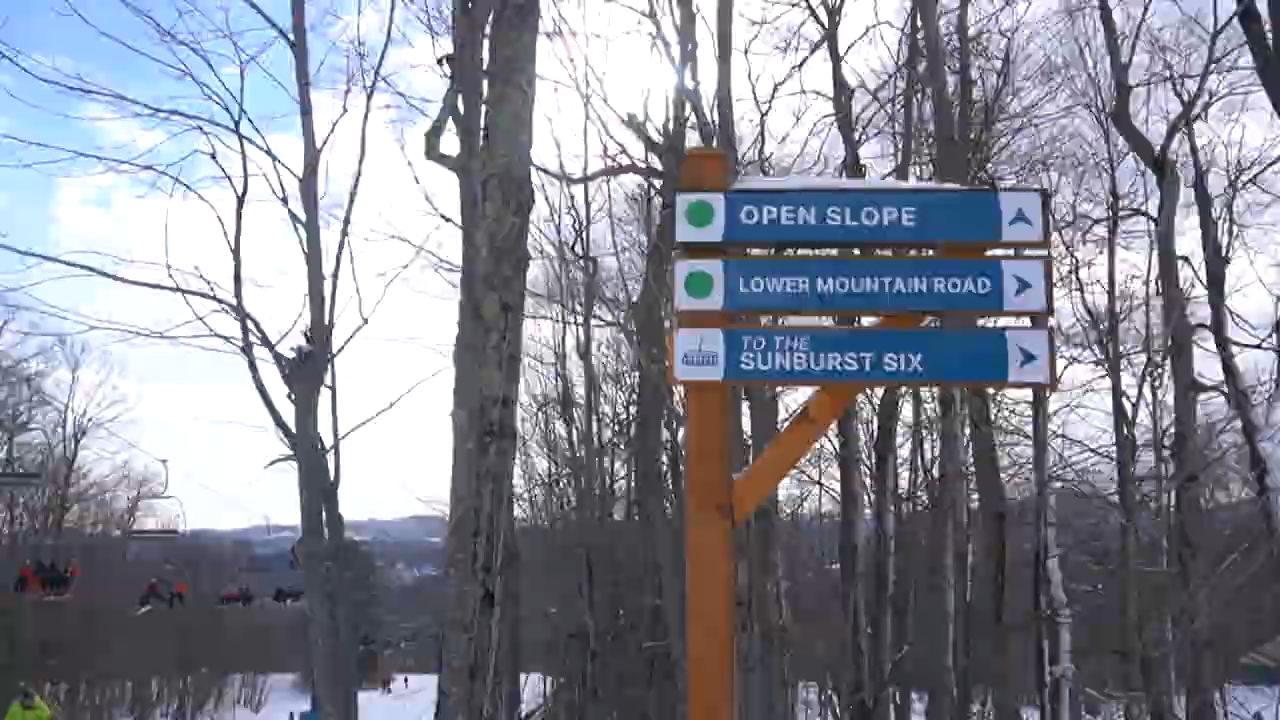 OPEN SLOPE
LOWER MOUNTAIN ROAD
TO THE
SUNBURST SIX